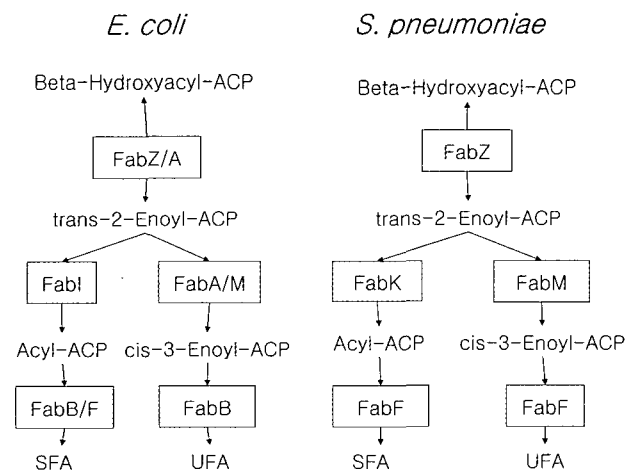 E. coli
Beta-Hydroxyacyl-ACP
FabZ/A
trans-2-Enoyl-ACP
FabI
FabA/M
Acyl-ACP
cis-3-Enoyl-ACP
FabB/F
FabB
SFA
UFA
S. pneumoniae
Beta-Hydroxyacyl-ACP
FabZ
trans-2-Enoyl-ACP
FabK
FabM
Acyl-ACP
cis-3-Enoyl-ACP
FabF
FabF
SFA
UFA